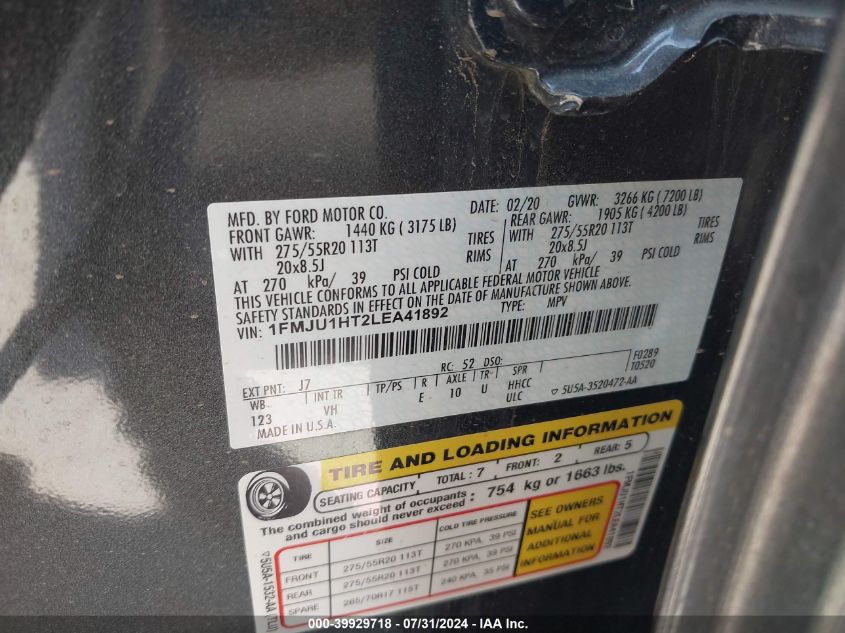 MFD. BY FORD MOTOR CO.
DATE: 02/20 GVWR: 3266 KG ( 7200 LB)
FRONT GAWR: 1440 KG ( 3175 LB) REAR GAWR: 1905 KG ( 4200 LB)
WITH 275/55R20 113T TIRES WITH 275/55R20 113T TIRES
20x8.5J RIMS 20x8.5J RIMS
AT 270 kPa/ 39 PSI COLD AT 270 kPa/ 39 PSI COLD
THIS VEHICLE CONFORMS TO ALL APPLICABLE FEDERAL MOTOR VEHICLE
SAFETY STANDARDS IN EFFECT ON THE DATE OF MANUFACTURE SHOWN ABOVE.
VIN: 1FMJU1HT2LEA41892 TYPE: MPV
F0289
T0520
EXT PNT: J7 RC: 52 DSO:
WB INT TR TP/PS R AXLE TR SPR
123 VH E 10 U HHCC
ULC
MADE IN U.S.A. 5U5A-3520472-AA
TIRE AND LOADING INFORMATION
SEATING CAPACITY TOTAL : 7 FRONT: 2 REAR: 5
The combined weight of occupants and cargo should never exceed : 754 kg or 1663 lbs.
TIRE SIZE COLD TIRE PRESSURE
FRONT 275/55R20 113T 270 KPA, 39 PSI
REAR 275/55R20 113T 270 KPA, 39 PSI
SPARE 265/70R17 115T 240 KPA, 35 PSI
SEE OWNERS
MANUAL FOR
ADDITIONAL
INFORMATION
5U5A-1532-AA
000-39929718 - 07/31/2024 - IAA Inc.